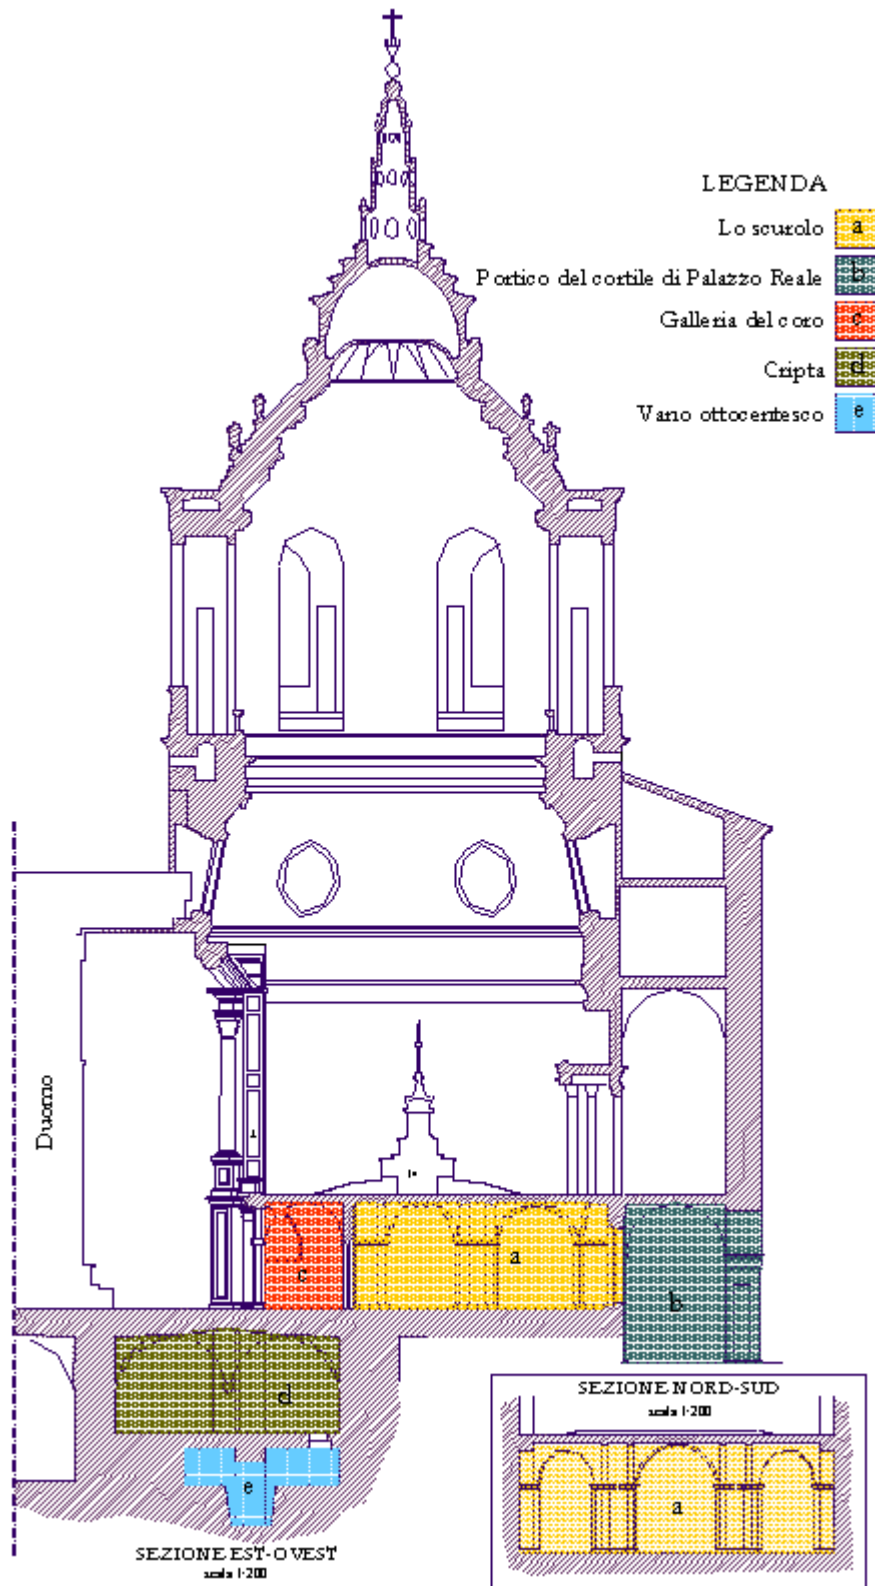 LEGENDA
Lo scurolo a
Portico del cortile di Palazzo Reale b
Galleria del coro c
Cripta d
Vano ottocentesco e
Duomo
c
a
b
d
e
SEZIONE NORD-SUD
scala 1:200
a
SEZIONE EST-OVEST
scala 1:200